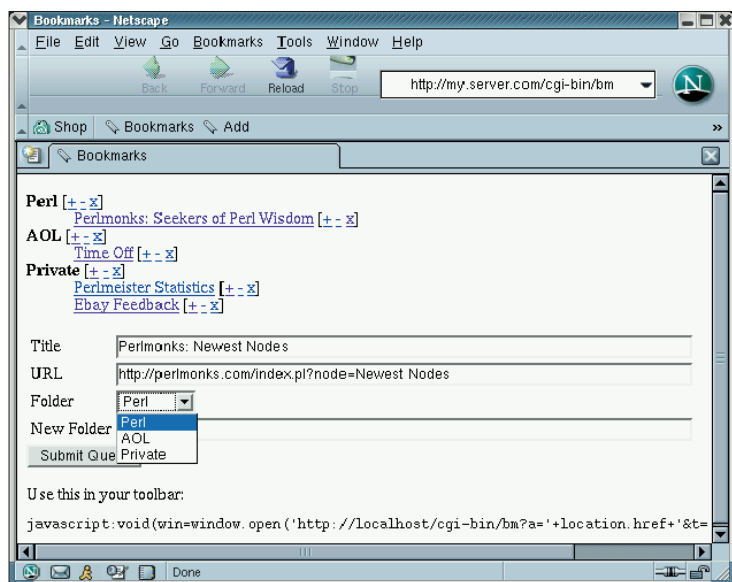 Bookmarks - Netscape
File Edit View Go Bookmarks Tools Window Help
Back Forward Reload Stop http://my.server.com/cgi-bin/bm N
Shop Bookmarks Add »
Bookmarks
Perl [+ - x]
Perlmonks: Seekers of Perl Wisdom [+ - x]
AOL [+ - x]
Time Off [+ - x]
Private [+ - x]
Perlmeister Statistics [+ - x]
Ebay Feedback [+ - x]
Title Perlmonks: Newest Nodes
URL http://perlmonks.com/index.pl?node=Newest Nodes
Folder Perl
Perl
New Folder
AOL
Submit Que Private
Use this in your toolbar:
javascript:void(win=window.open('http://localhost/cgi-bin/bm?a='+location.href+'&t=
Done